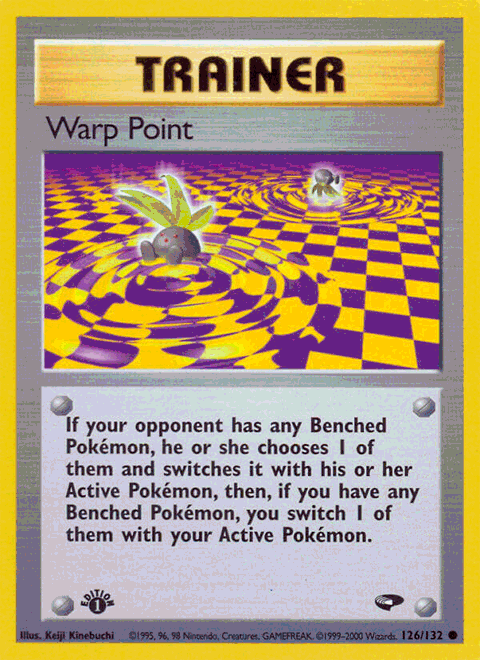 TRAINER
Warp Point
If your opponent has any Benched
Pokémon, he or she chooses 1 of
them and switches it with his or her
Active Pokémon, then, if you have any
Benched Pokémon, you switch 1 of
them with your Active Pokémon.
EDITION
1
Illus. Keiji Kinebuchi ©1995, 96, 98 Nintendo, Creatures, GAMEFREAK. ©1999-2000 Wizards. 126/132